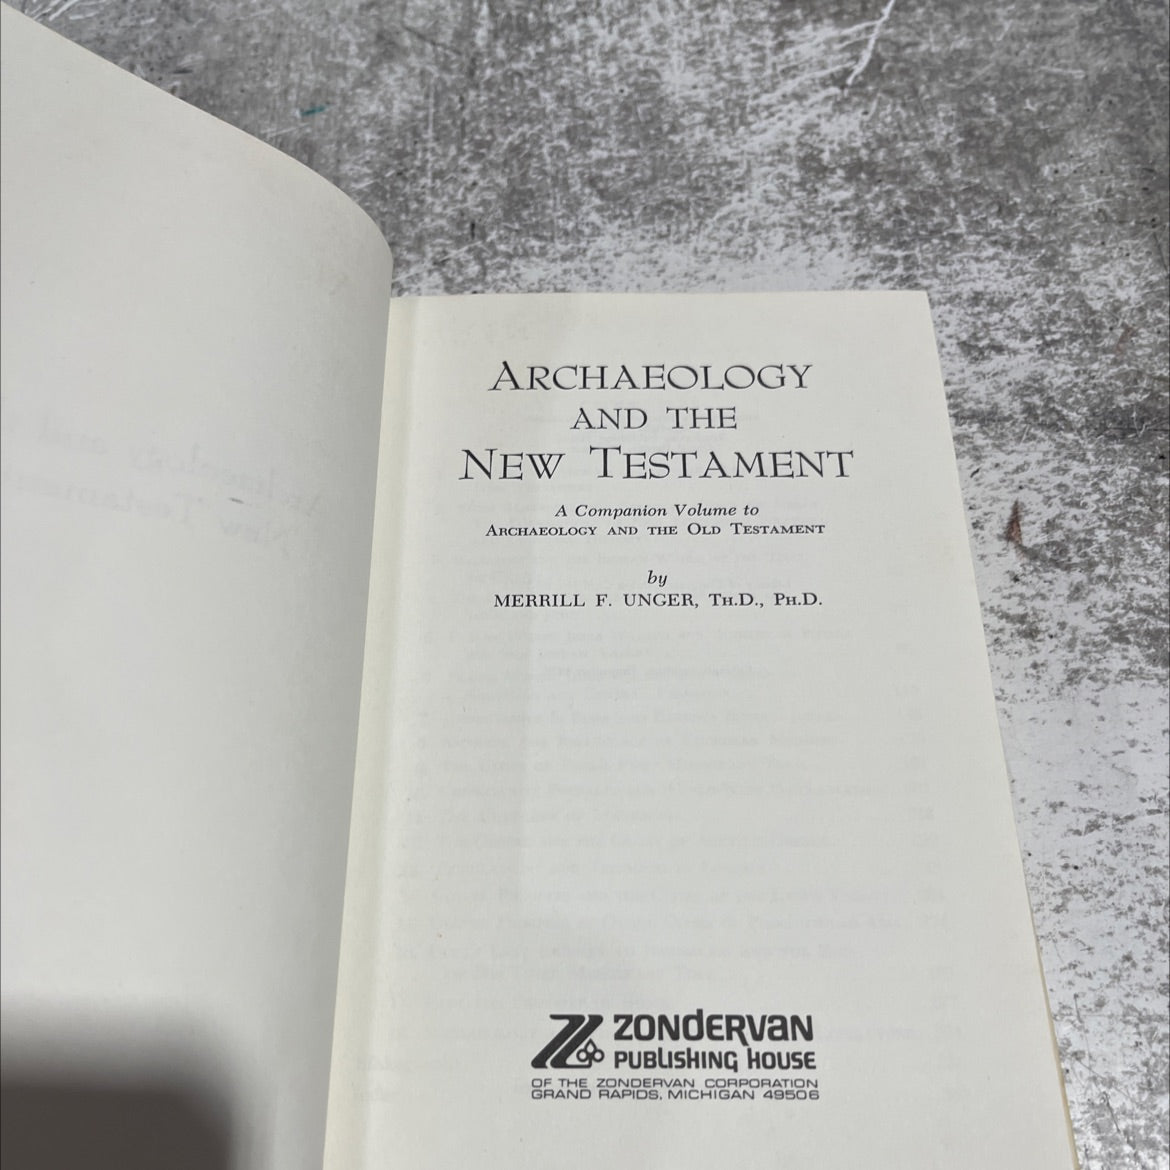 ARCHAEOLOGY
AND THE
NEW TESTAMENT
A Companion Volume to
ARCHAEOLOGY AND THE OLD TESTAMENT
by
MERRILL F. UNGER, TH.D., PH.D.
ZONDERVAN
PUBLISHING HOUSE
OF THE ZONDERVAN CORPORATION
GRAND RAPIDS, MICHIGAN 49506